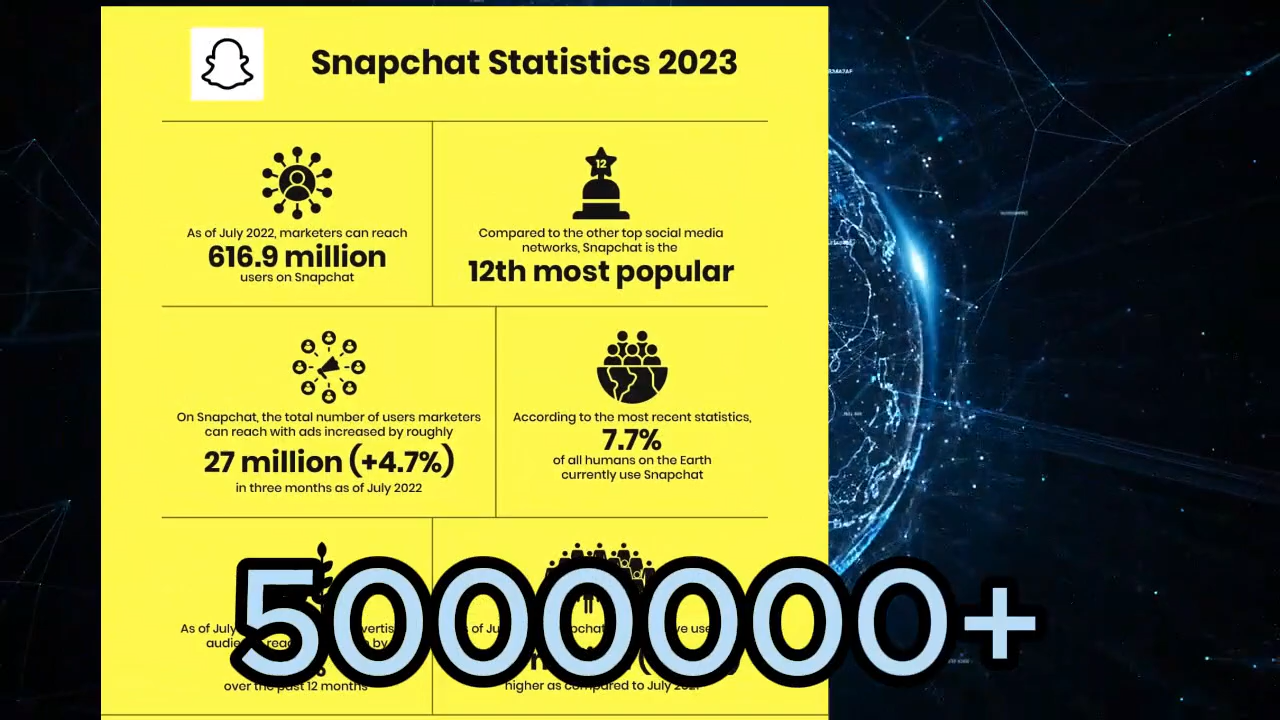 Snapchat Statistics 2023
12
As of July 2022, marketers can reach
616.9 million
users on Snapchat
Compared to the other top social media
networks, Snapchat is the
12th most popular
On Snapchat, the total number of users marketers
can reach with ads increased by roughly
27 million (+4.7%)
in three months as of July 2022
According to the most recent statistics,
7.7%
of all humans on the Earth
currently use Snapchat
As of July
over the past 12 months
higher as compared to July
5000000+